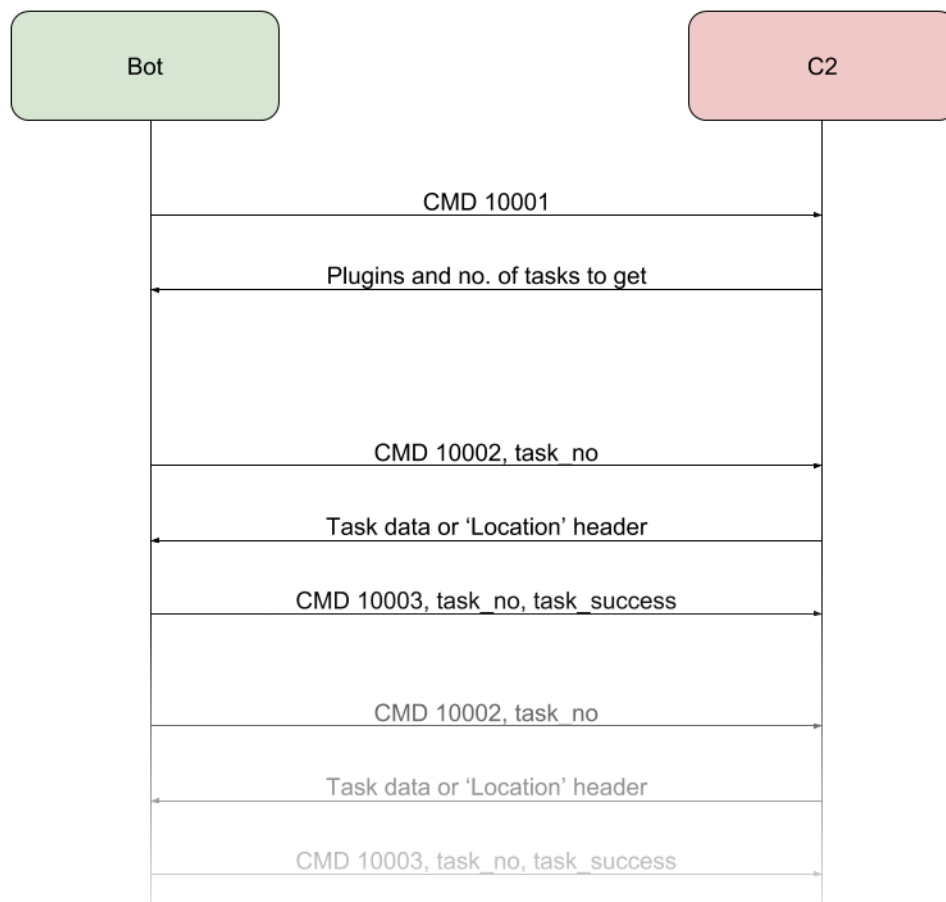 Bot
C2
CMD 10001
Plugins and no. of tasks to get
CMD 10002, task_no
Task data or ‘Location’ header
CMD 10003, task_no, task_success
CMD 10002, task_no
Task data or ‘Location’ header
CMD 10003, task_no, task_success